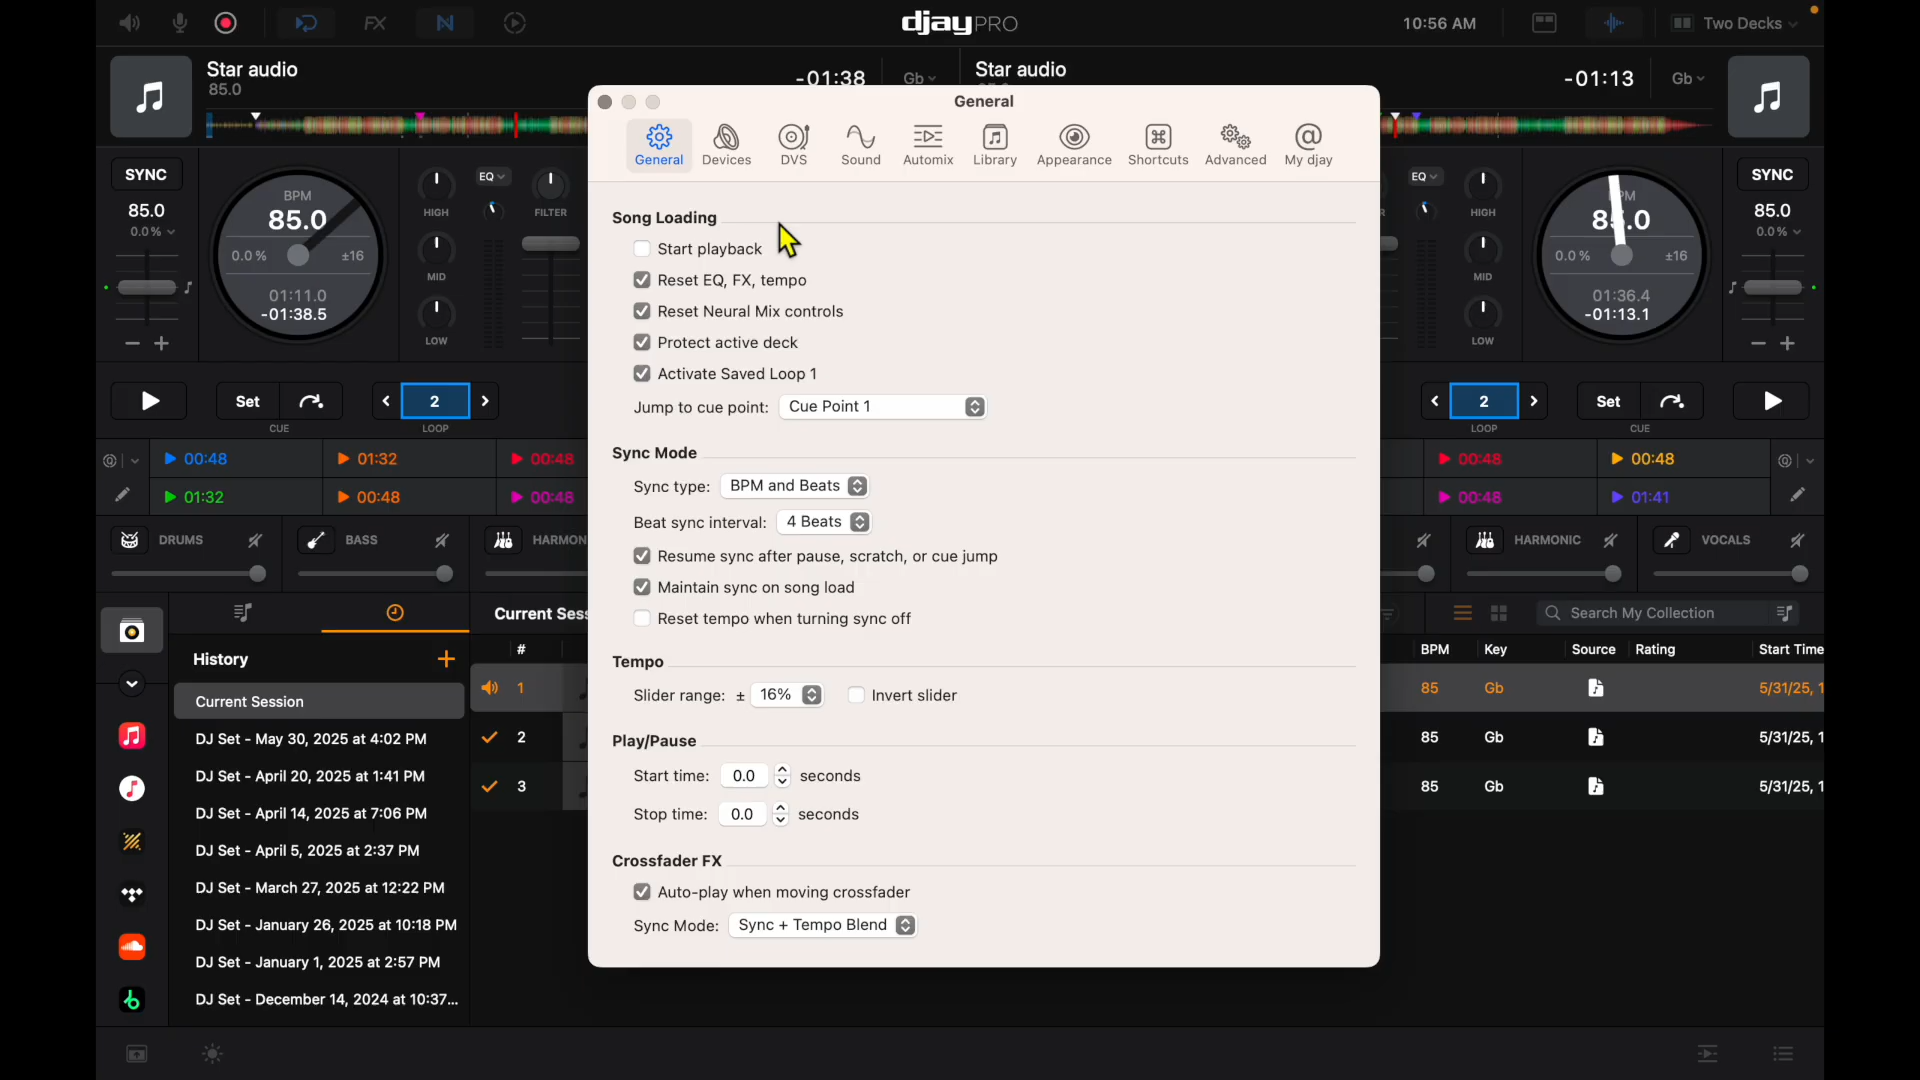 FX
djay PRO
10:56 AM
Two Decks
Star audio
85.0
-01:38
Gb
Star audio
-01:13
Gb
General
General
Devices
DVS
Sound
Automix
Library
Appearance
Shortcuts
Advanced
My djay
SYNC
85.0
0.0 %
BPM
85.0
0.0 %
±16
01:11.0
-01:38.5
HIGH
MID
LOW
EQ
FILTER
Song Loading
Start playback
Reset EQ, FX, tempo
Reset Neural Mix controls
Protect active deck
Activate Saved Loop 1
Jump to cue point: Cue Point 1
Sync Mode
Sync type: BPM and Beats
Beat sync interval: 4 Beats
Resume sync after pause, scratch, or cue jump
Maintain sync on song load
Reset tempo when turning sync off
Tempo
Slider range: ± 16% Invert slider
Play/Pause
Start time: 0.0 seconds
Stop time: 0.0 seconds
Crossfader FX
Auto-play when moving crossfader
Sync Mode: Sync + Tempo Blend
EQ
HIGH
MID
LOW
85.0
0.0 %
±16
01:36.4
-01:13.1
SYNC
85.0
0.0 %
Set
CUE
2
LOOP
2
LOOP
Set
CUE
00:48 01:32 00:48
01:32 00:48 00:48
00:48 00:48
00:48 01:41
DRUMS
BASS
HARMON
HARMONIC
VOCALS
Current Sess
Search My Collection
History
#
BPM Key Source Rating Start Time
Current Session
DJ Set - May 30, 2025 at 4:02 PM
DJ Set - April 20, 2025 at 1:41 PM
DJ Set - April 14, 2025 at 7:06 PM
DJ Set - April 5, 2025 at 2:37 PM
DJ Set - March 27, 2025 at 12:22 PM
DJ Set - January 26, 2025 at 10:18 PM
DJ Set - January 1, 2025 at 2:57 PM
DJ Set - December 14, 2024 at 10:37...
1 85 Gb 5/31/25, 1
2 85 Gb 5/31/25, 1
3 85 Gb 5/31/25, 1